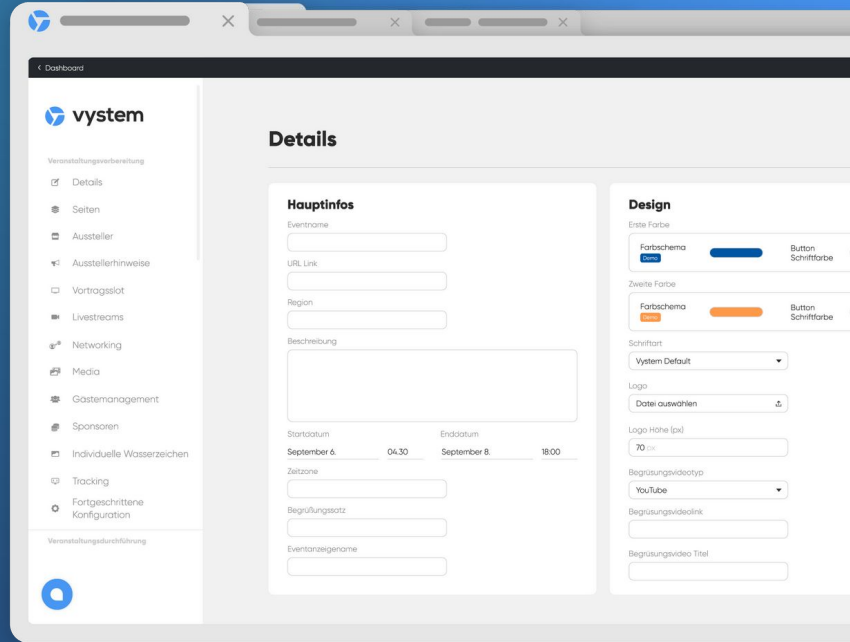 Dashboard
vystem
Veranstaltungsvorbereitung
Details
Seiten
Aussteller
Ausstellerhinweise
Vortragsslot
Livestreams
Networking
Media
Gästemanagement
Sponsoren
Individuelle Wasserzeichen
Tracking
Fortgeschrittene
Konfiguration
Veranstaltungsdurchführung
Details
Hauptinfos
Eventname
URL Link
Region
Beschreibung
Startdatum Enddatum
September 6. 04.30 September 8. 18:00
Zeitzone
Begrüßungssatz
Eventanzeigename
Design
Erste Farbe
Farbschema
Demo
Button
Schriftfarbe
Zweite Farbe
Farbschema
Demo
Button
Schriftfarbe
Schriftart
Vystem Default
Logo
Datei auswählen
Logo Höhe (px)
70
Begrüsungsvideotyp
YouTube
Begrüsungsvideolink
Begrüsungsvideo Titel